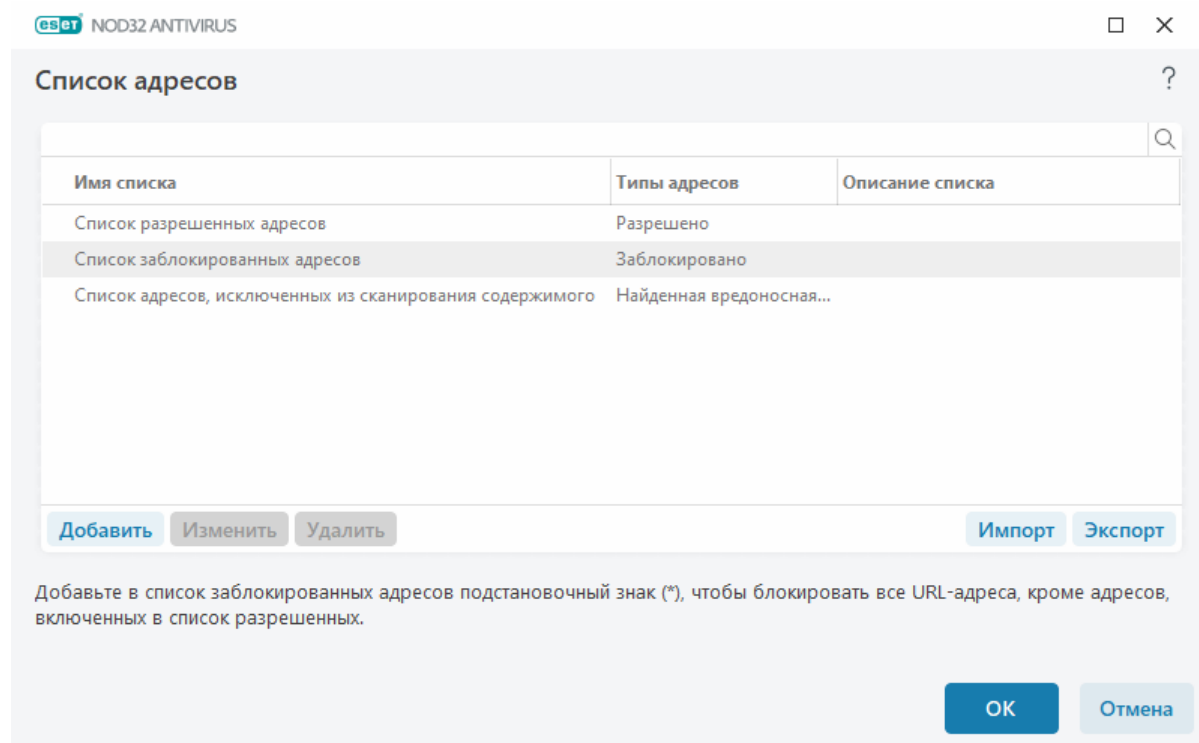 eset NOD32 ANTIVIRUS
Список адресов
?
Имя списка Типы адресов Описание списка
Список разрешенных адресов Разрешено
Список заблокированных адресов Заблокировано
Список адресов, исключенных из сканирования содержимого Найденная вредоносная...
Добавить Изменить Удалить Импорт Экспорт
Добавьте в список заблокированных адресов подстановочный знак (*), чтобы блокировать все URL-адреса, кроме адресов,
включенных в список разрешенных.
ОК Отмена